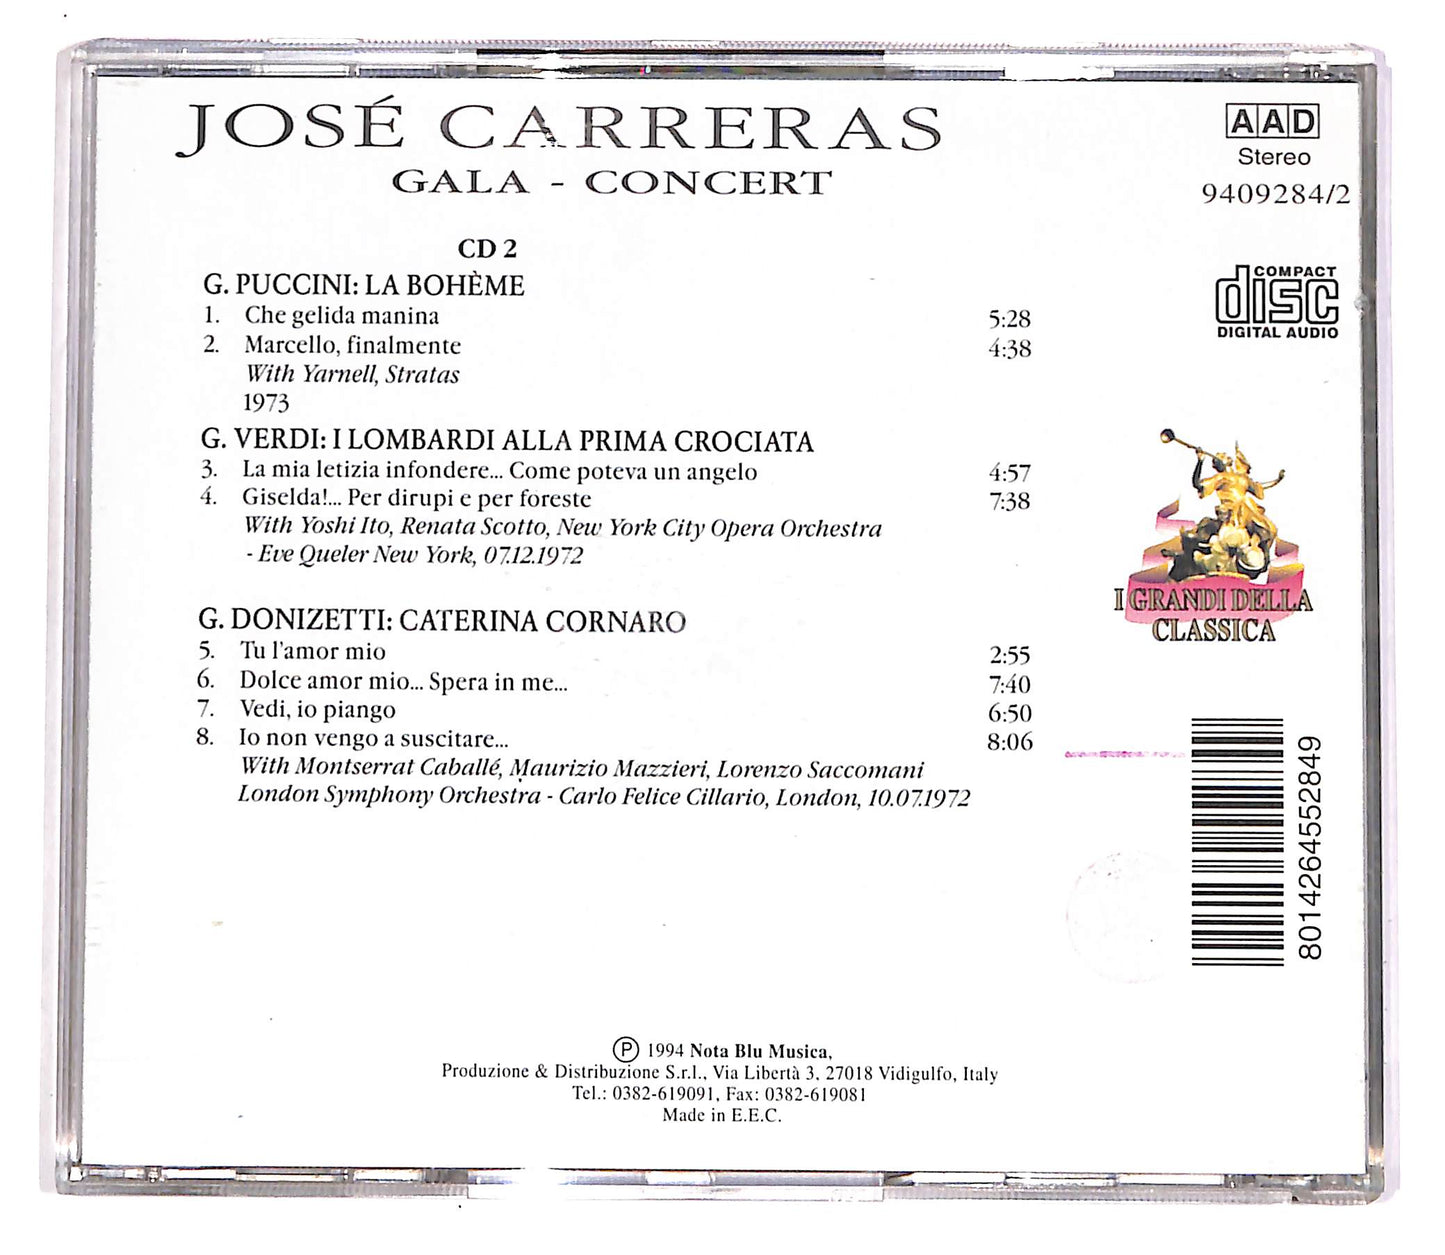 JOSÉ CARRERAS
GALA - CONCERT
AAD
Stereo
9409284/2
COMPACT
disc
DIGITAL AUDIO
CD 2
G. PUCCINI: LA BOHÈME
1. Che gelida manina 5:28
2. Marcello, finalmente 4:38
With Yarnell, Stratas
1973
G. VERDI: I LOMBARDI ALLA PRIMA CROCIATA
3. La mia letizia infondere... Come poteva un angelo 4:57
4. Giselda!... Per dirupi e per foreste 7:38
With Yoshi Ito, Renata Scotto, New York City Opera Orchestra
- Eve Queler New York, 07.12.1972
G. DONIZETTI: CATERINA CORNARO
5. Tu l'amor mio 2:55
6. Dolce amor mio... Spera in me... 7:40
7. Vedi, io piango 6:50
8. Io non vengo a suscitare... 8:06
With Montserrat Caballé, Maurizio Mazzieri, Lorenzo Saccomani
London Symphony Orchestra - Carlo Felice Cillario, London, 10.07.1972
I GRANDI DELLA
CLASSICA
8014264552849
Ⓟ 1994 Nota Blu Musica,
Produzione & Distribuzione S.r.l., Via Libertà 3, 27018 Vidigulfo, Italy
Tel.: 0382-619091, Fax: 0382-619081
Made in E.E.C.